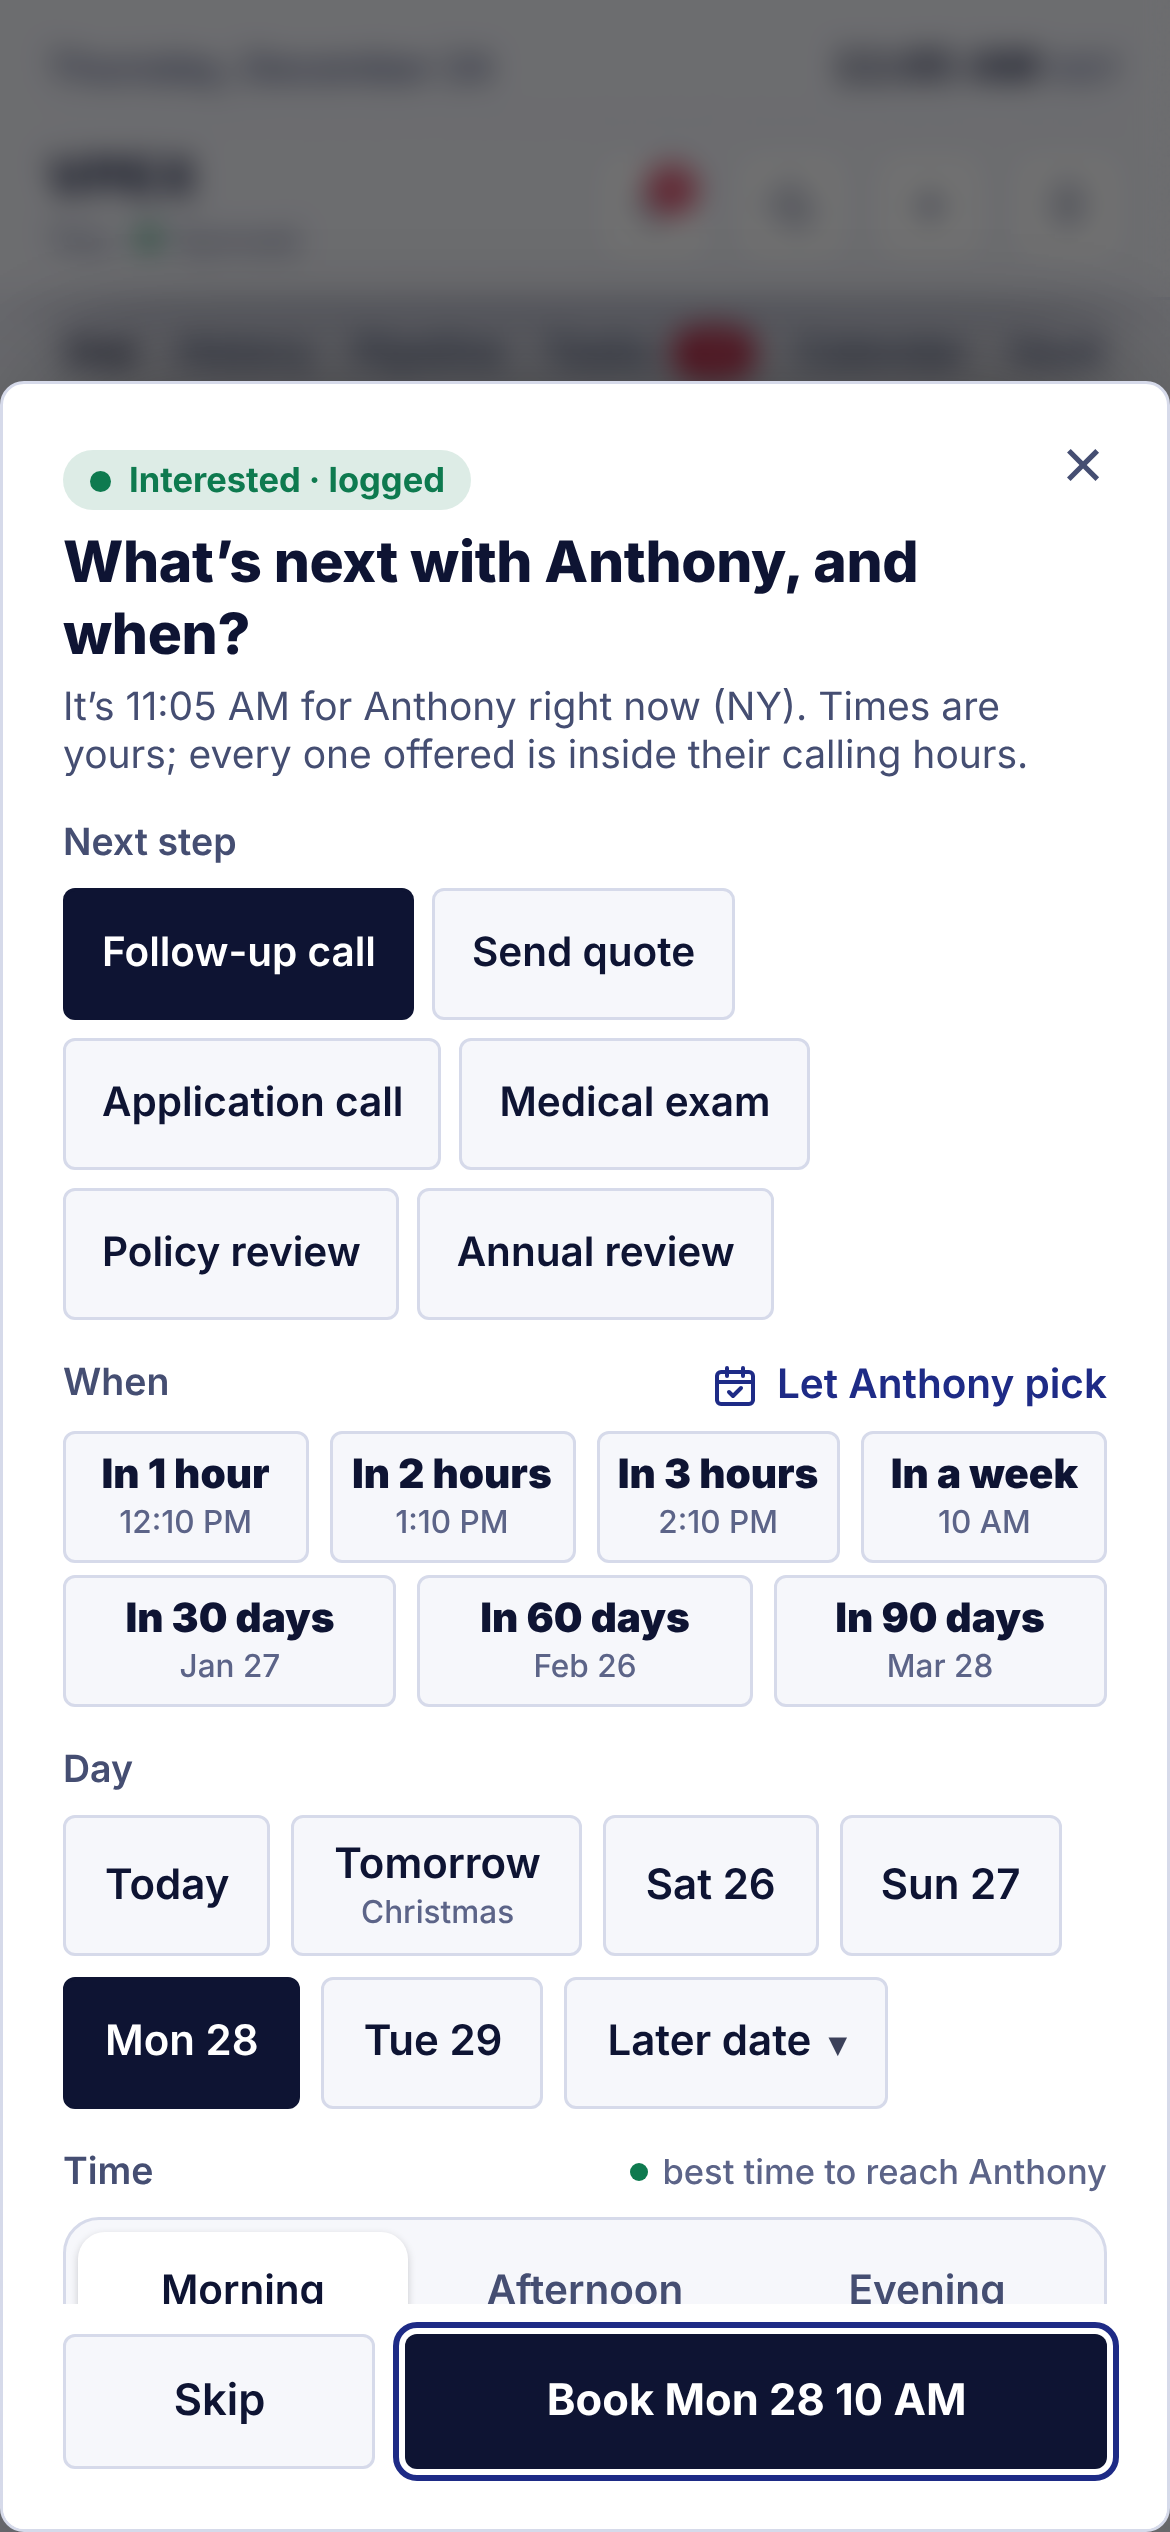 Interested · logged
What’s next with Anthony, and
when?
It’s 11:05 AM for Anthony right now (NY). Times are
yours; every one offered is inside their calling hours.
Next step
Follow-up call
Send quote
Application call
Medical exam
Policy review
Annual review
When
Let Anthony pick
In 1 hour
12:10 PM
In 2 hours
1:10 PM
In 3 hours
2:10 PM
In a week
10 AM
In 30 days
Jan 27
In 60 days
Feb 26
In 90 days
Mar 28
Day
Today
Tomorrow
Christmas
Sat 26
Sun 27
Mon 28
Tue 29
Later date ▼
Time
best time to reach Anthony
Morning
Afternoon
Evening
Skip
Book Mon 28 10 AM